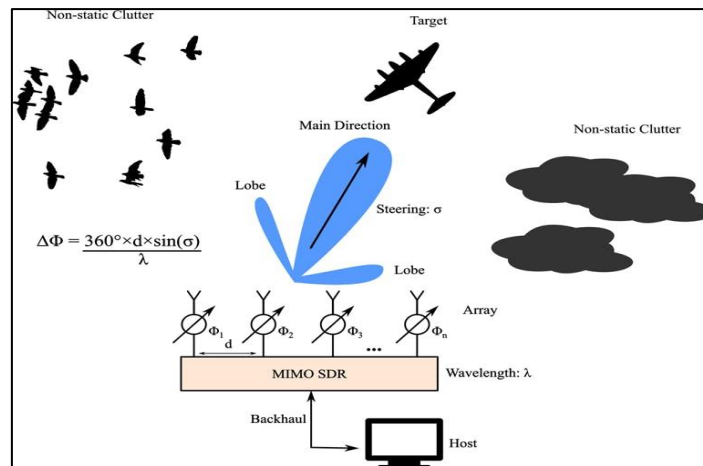 Non-static Clutter
Target
Main Direction
Non-static Clutter
Lobe
Steering: σ
ΔΦ = 360°×d×sin(σ)
λ
Lobe
Array
Φ1 Φ2 Φ3 ... Φn
d
MIMO SDR
Wavelength: λ
Backhaul
Host